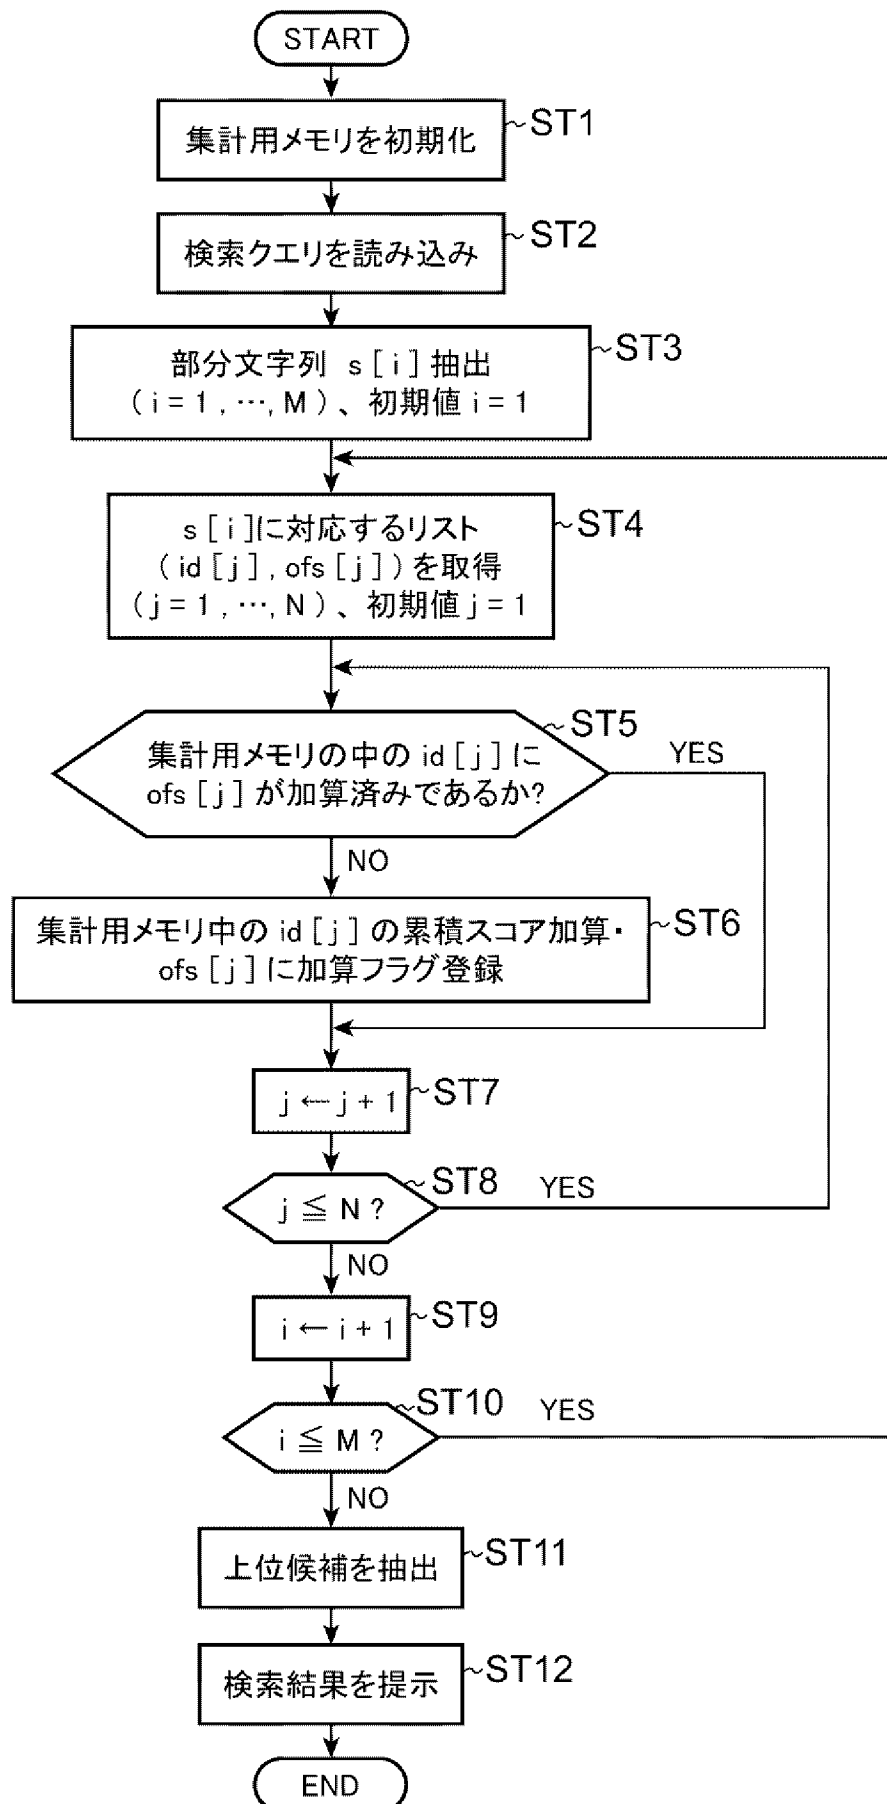 START
集計用メモリを初期化
ST1
検索クエリを読み込み
ST2
部分文字列 s[i]抽出
(i=1,…,M)、初期値i=1
ST3
s[i]に対応するリスト
(id[j],ofs[j])を取得
(j=1,…,N)、初期値j=1
ST4
集計用メモリの中のid[j]に
ofs[j]が加算済みであるか?
ST5
YES
NO
集計用メモリ中のid[j]の累積スコア加算・
ofs[j]に加算フラグ登録
ST6
j←j+1
ST7
j≦N?
ST8
YES
NO
i←i+1
ST9
i≦M?
ST10
YES
NO
上位候補を抽出
ST11
検索結果を提示
ST12
END